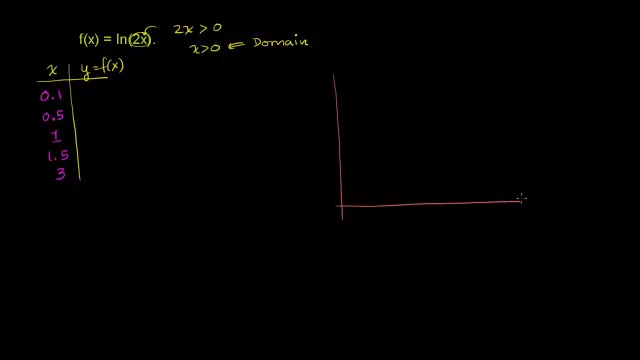 f(x) = ln(2x). 2x > 0
x>0 ← Domain
x y=f(x)
0.1
0.5
1
1.5
3